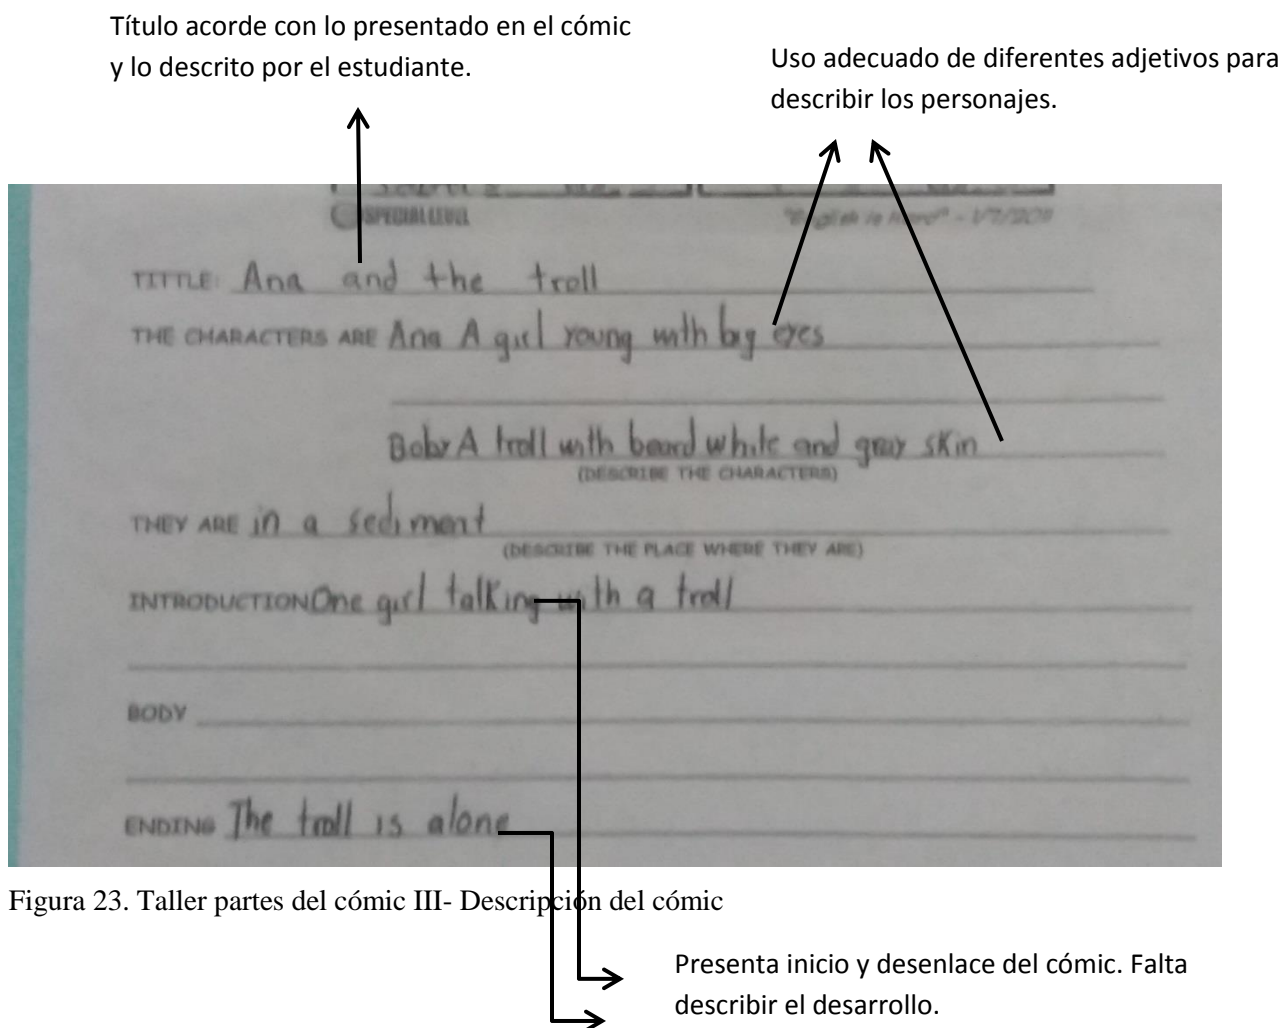 Título acorde con lo presentado en el cómic
y lo descrito por el estudiante.
Uso adecuado de diferentes adjetivos para
describir los personajes.
SPECIAL LEVEL
"English is
TITTLE: Ana and the troll
THE CHARACTERS ARE Ana A girl young with big eyes
Boby A troll with beard white and gray skin
(DESCRIBE THE CHARACTERS)
THEY ARE in a sediment
(DESCRIBE THE PLACE WHERE THEY ARE)
INTRODUCTION One girl talking with a troll
BODY
ENDING The troll is alone
Figura 23. Taller partes del cómic III- Descripción del cómic
Presenta inicio y desenlace del cómic. Falta
describir el desarrollo.